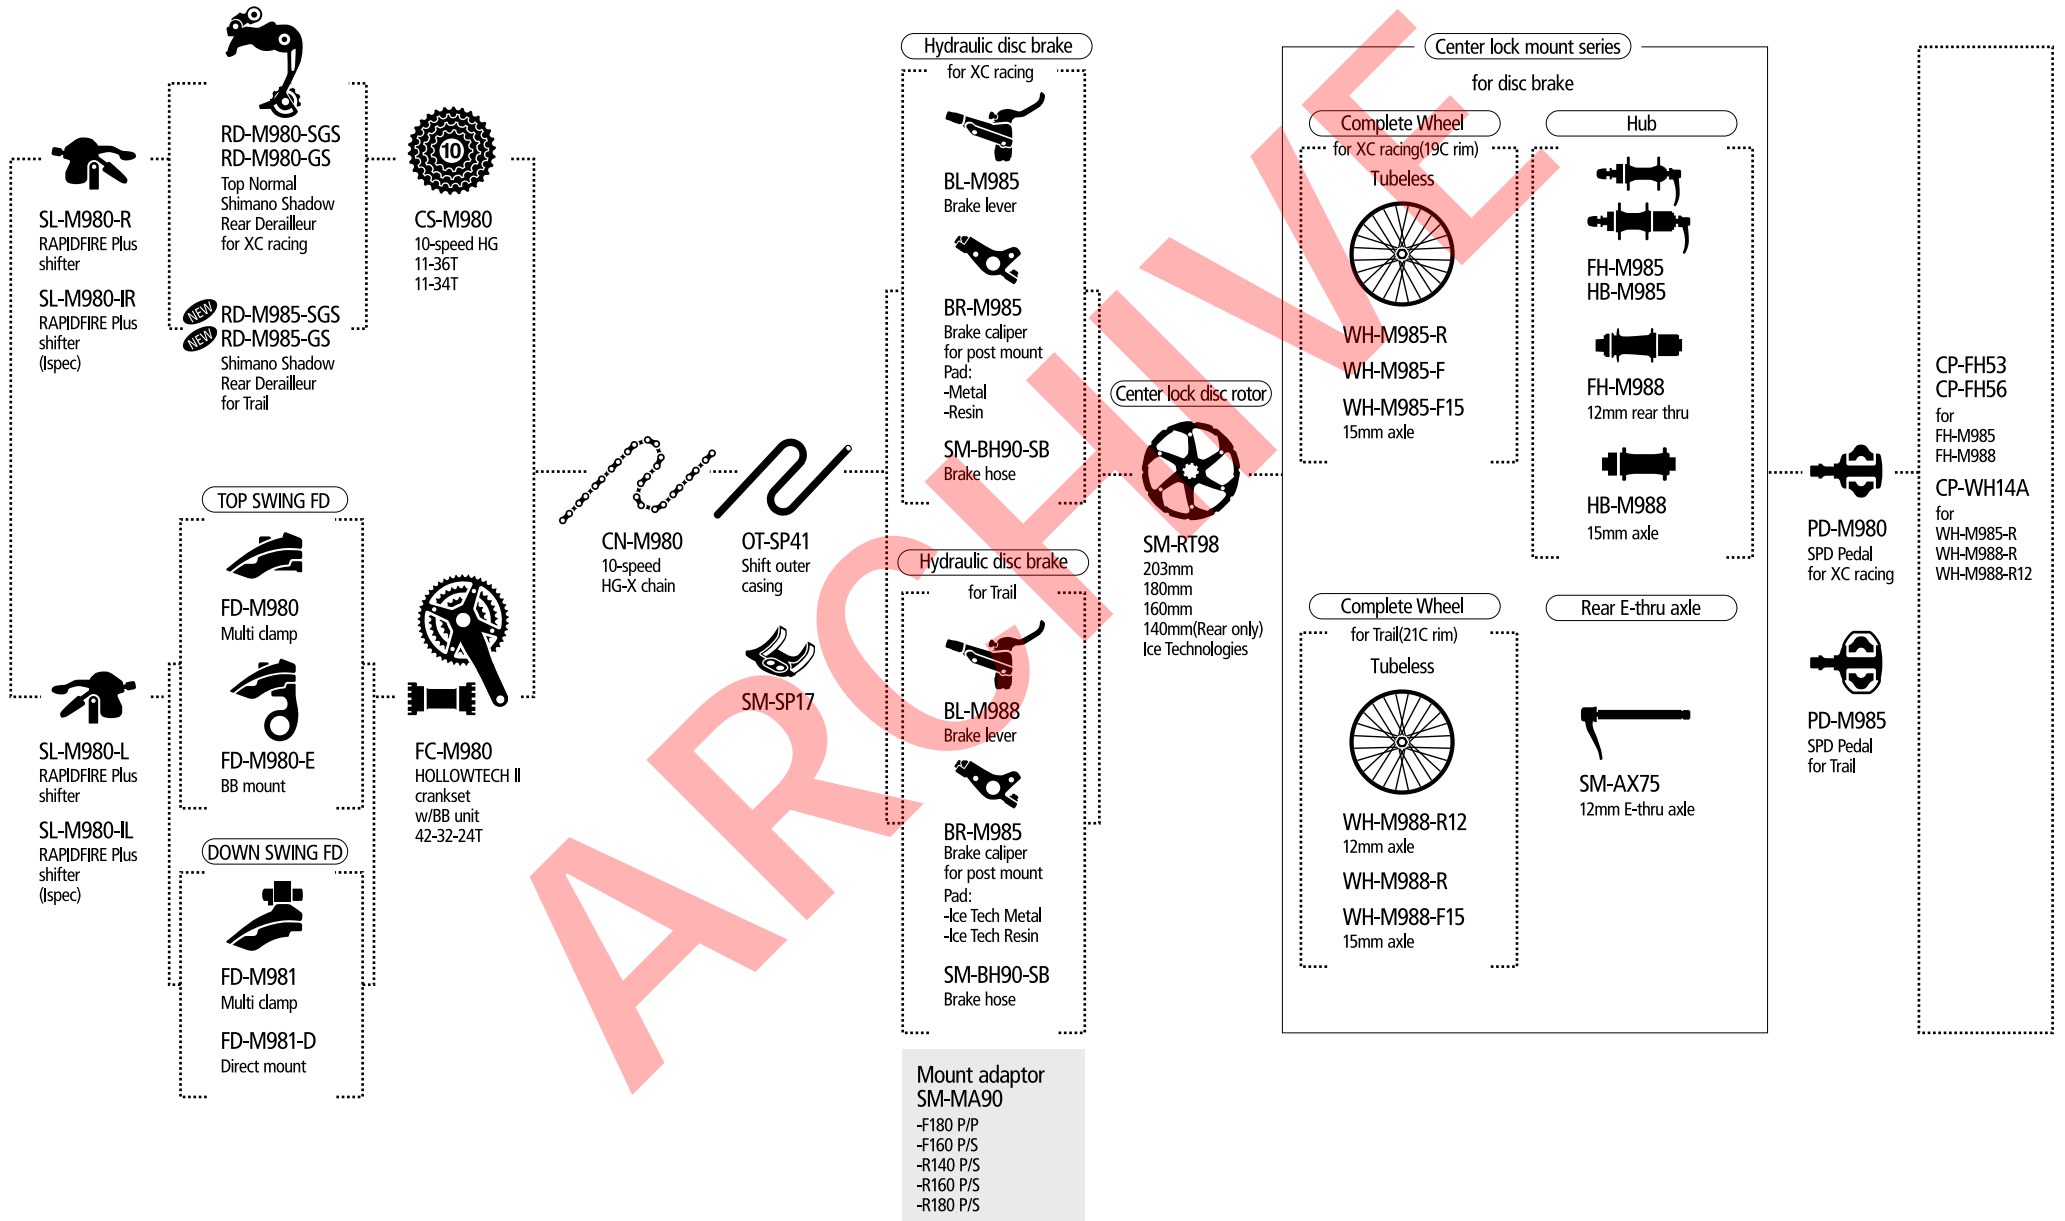 RD-M980-SGS
RD-M980-GS
Top Normal
Shimano Shadow
Rear Derailleur
for XC racing
NEW RD-M985-SGS
NEW RD-M985-GS
Shimano Shadow
Rear Derailleur
for Trail
SL-M980-R
RAPIDFIRE Plus
shifter
SL-M980-IR
RAPIDFIRE Plus
shifter
(Ispec)
10
CS-M980
10-speed HG
11-36T
11-34T
TOP SWING FD
FD-M980
Multi clamp
FD-M980-E
BB mount
DOWN SWING FD
FD-M981
Multi clamp
FD-M981-D
Direct mount
SL-M980-L
RAPIDFIRE Plus
shifter
SL-M980-IL
RAPIDFIRE Plus
shifter
(Ispec)
FC-M980
HOLLOWTECH II
crankset
w/BB unit
42-32-24T
CN-M980
10-speed
HG-X chain
OT-SP41
Shift outer
casing
SM-SP17
Hydraulic disc brake
for XC racing
BL-M985
Brake lever
BR-M985
Brake caliper
for post mount
Pad:
-Metal
-Resin
SM-BH90-SB
Brake hose
Hydraulic disc brake
for Trail
BL-M988
Brake lever
BR-M985
Brake caliper
for post mount
Pad:
-Ice Tech Metal
-Ice Tech Resin
SM-BH90-SB
Brake hose
Mount adaptor
SM-MA90
-F180 P/P
-F160 P/S
-R140 P/S
-R160 P/S
-R180 P/S
Center lock disc rotor
SM-RT98
203mm
180mm
160mm
140mm(Rear only)
Ice Technologies
Center lock mount series
for disc brake
Complete Wheel
for XC racing(19C rim)
Tubeless
WH-M985-R
WH-M985-F
WH-M985-F15
15mm axle
Hub
FH-M985
HB-M985
FH-M988
12mm rear thru
HB-M988
15mm axle
Complete Wheel
for Trail(21C rim)
Tubeless
WH-M988-R12
12mm axle
WH-M988-R
WH-M988-F15
15mm axle
Rear E-thru axle
SM-AX75
12mm E-thru axle
PD-M980
SPD Pedal
for XC racing
PD-M985
SPD Pedal
for Trail
CP-FH53
CP-FH56
for
FH-M985
FH-M988
CP-WH14A
for
WH-M985-R
WH-M988-R
WH-M988-R12
ARCHIVE